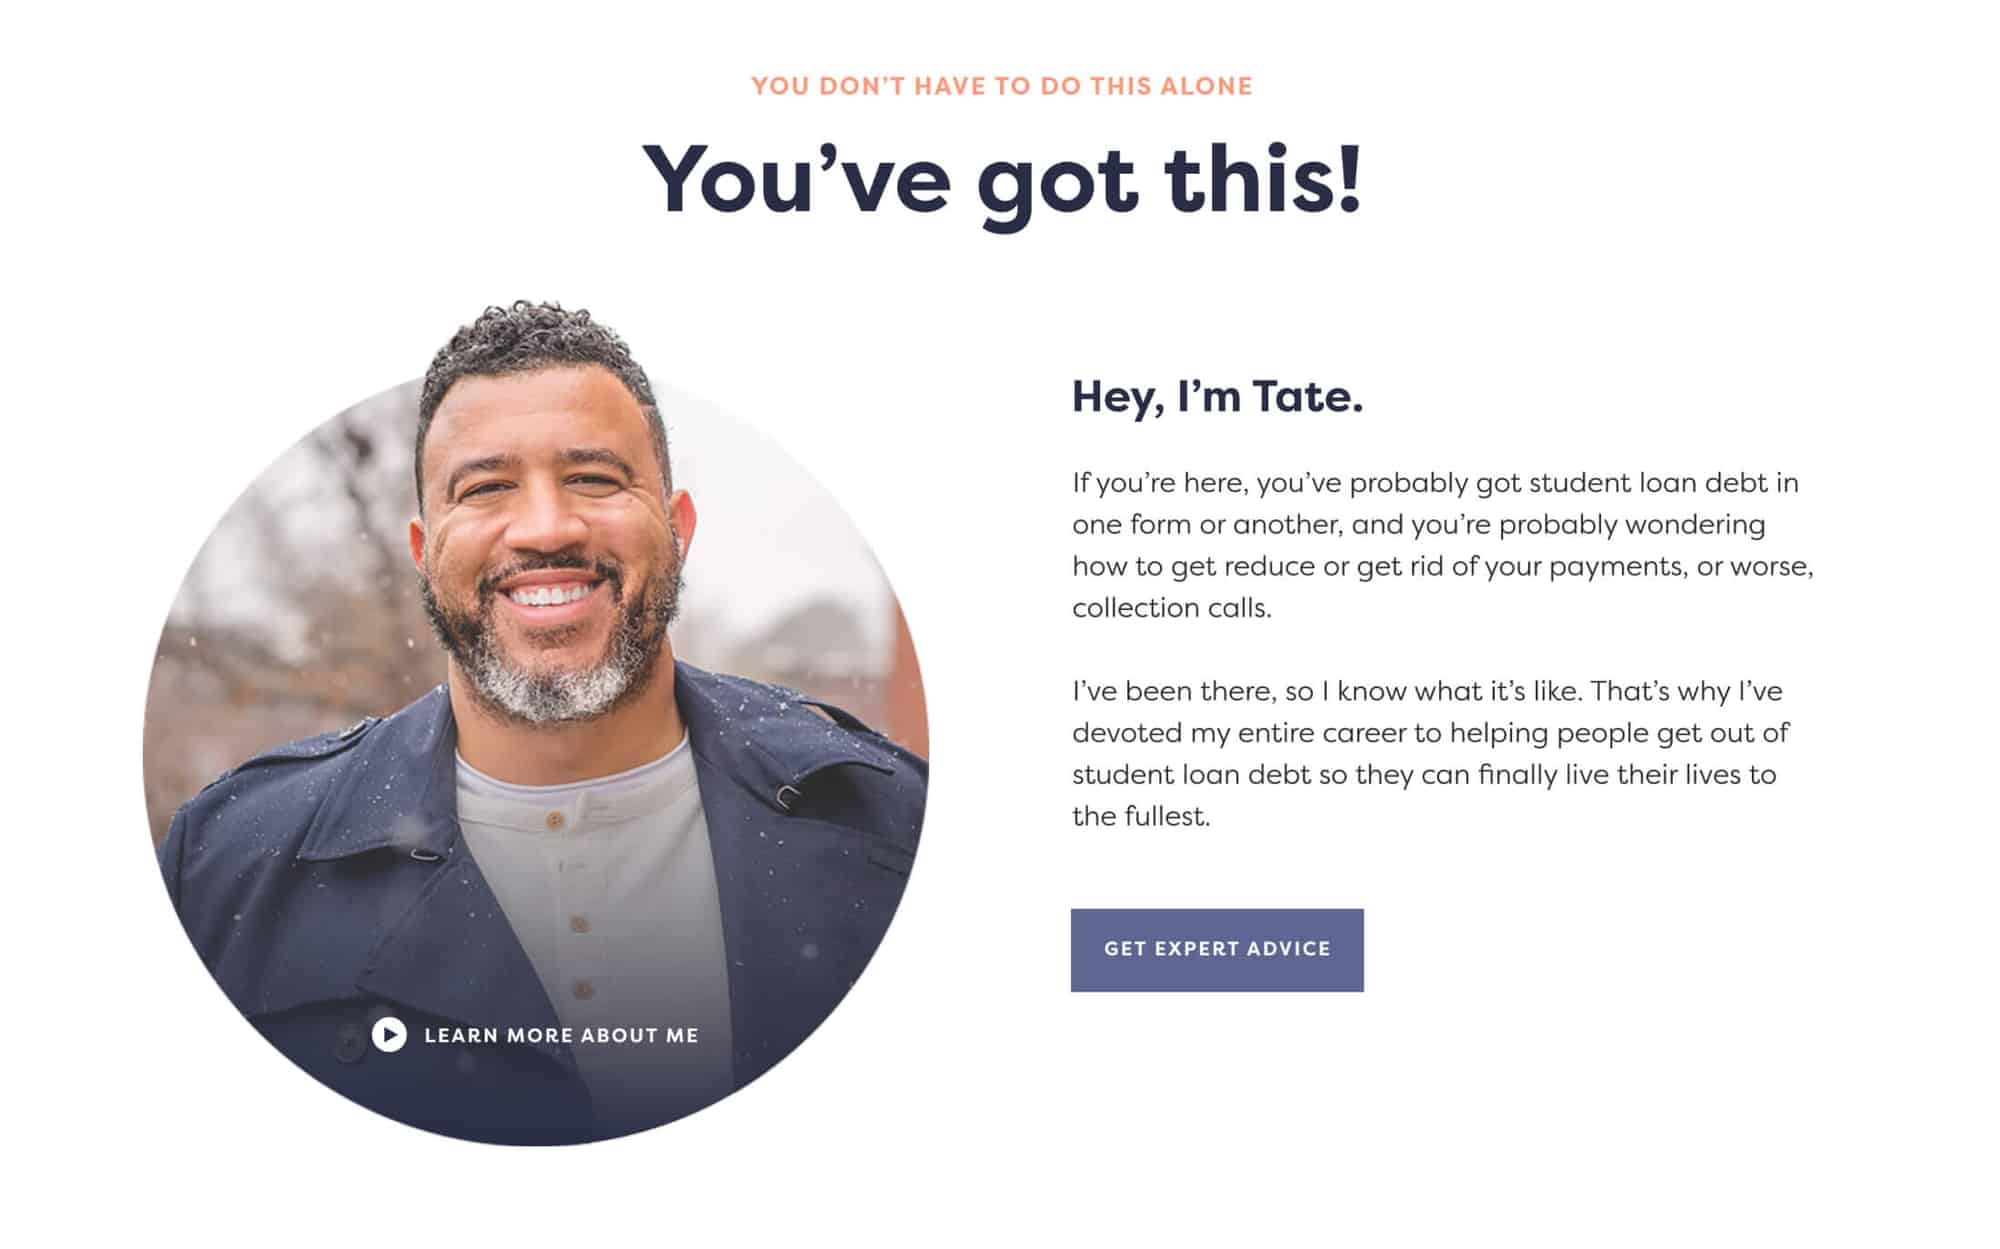 YOU DON’T HAVE TO DO THIS ALONE
You’ve got this!
Hey, I’m Tate.
If you’re here, you’ve probably got student loan debt in
one form or another, and you’re probably wondering
how to get reduce or get rid of your payments, or worse,
collection calls.
I’ve been there, so I know what it’s like. That’s why I’ve
devoted my entire career to helping people get out of
student loan debt so they can finally live their lives to
the fullest.
GET EXPERT ADVICE
LEARN MORE ABOUT ME